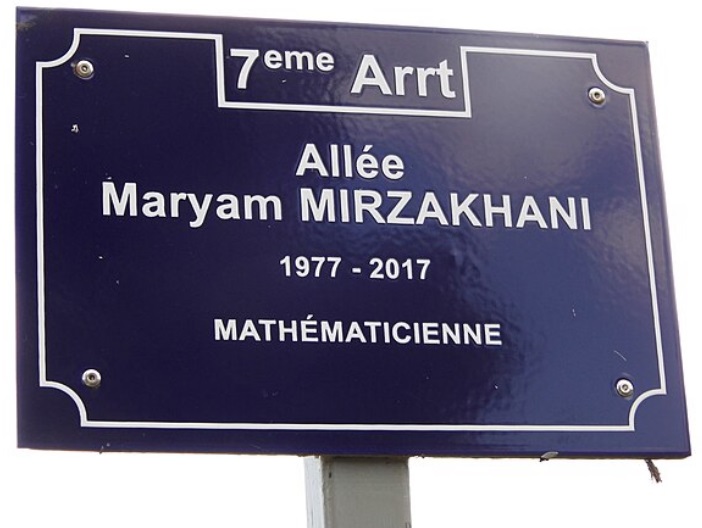 7eme Arrt
Allée
Maryam MIRZAKHANI
1977 - 2017
MATHÉMATICIENNE